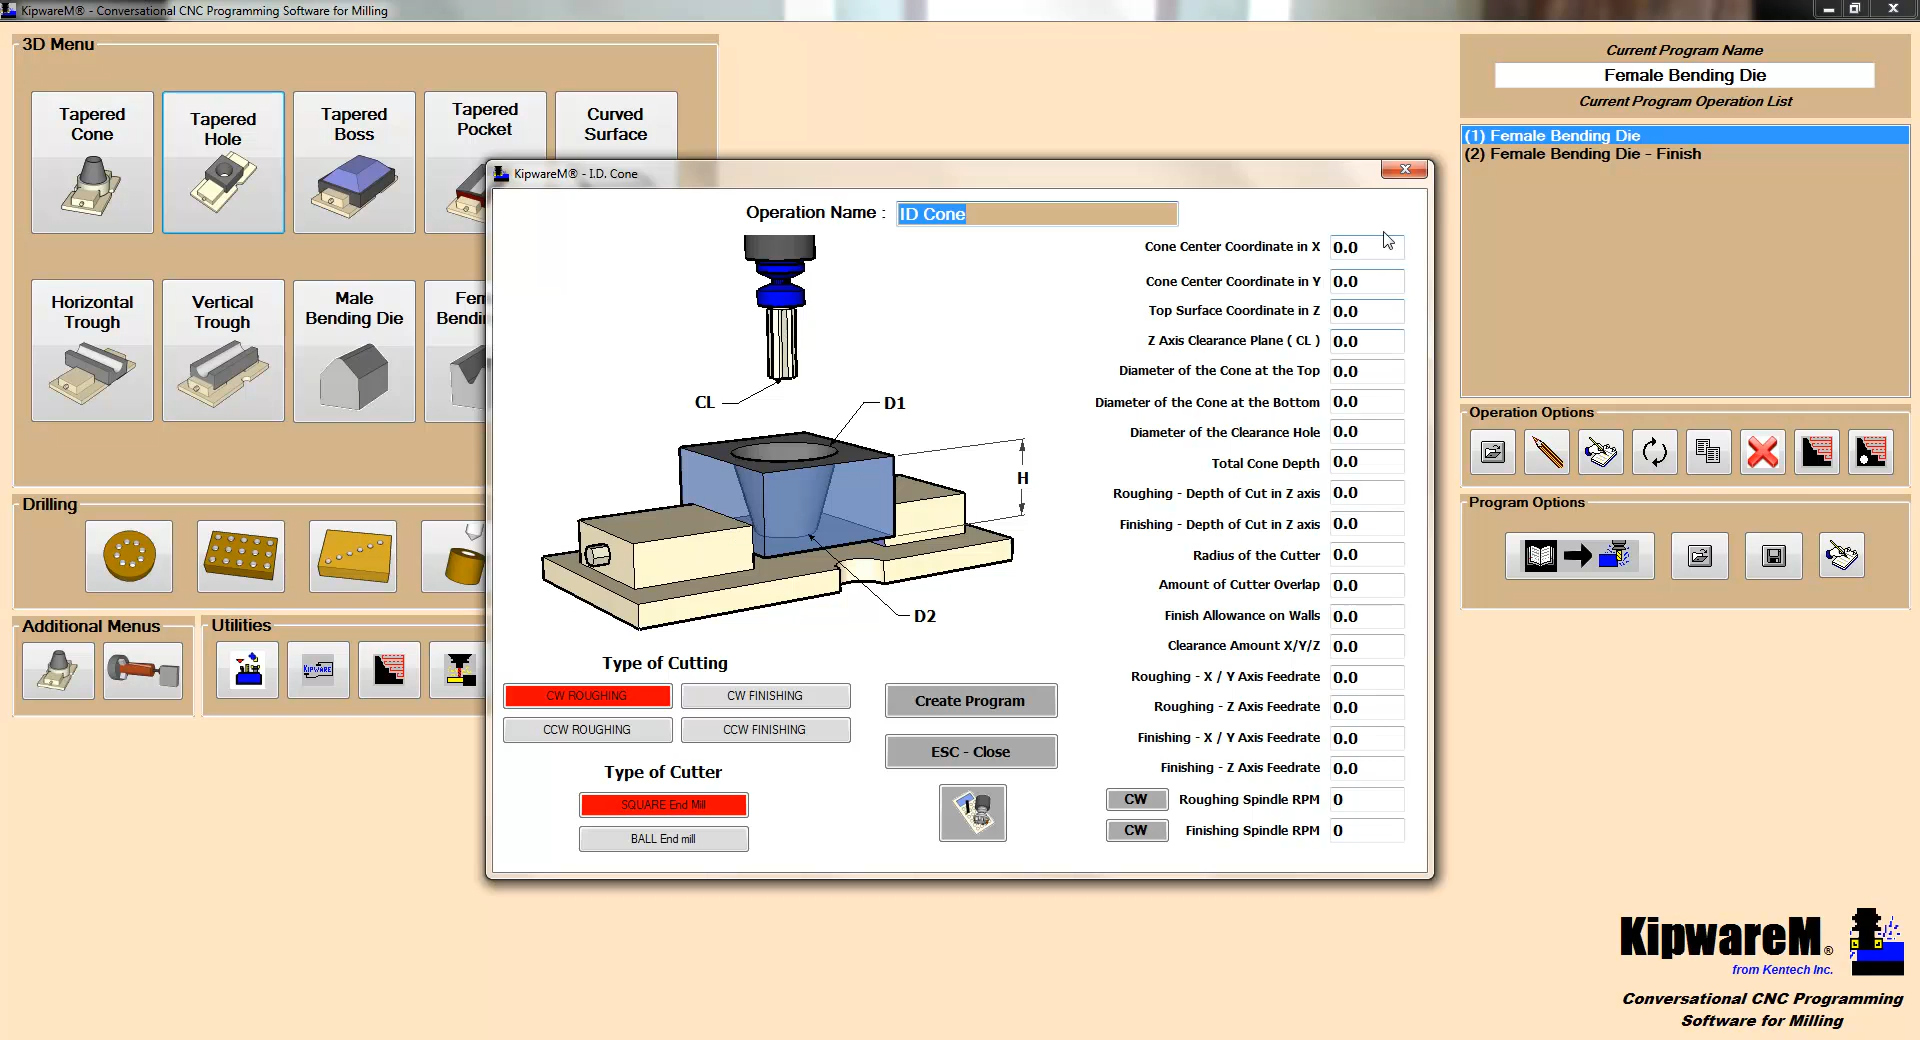 KipwareM® - Conversational CNC Programming Software for Milling
3D Menu
Tapered
Cone
Tapered
Hole
Tapered
Boss
Tapered
Pocket
Curved
Surface
Horizontal
Trough
Vertical
Trough
Male
Bending Die
Fem
Bendin
Drilling
Additional Menus
Utilities
KIPWARE
KipwareM® - I.D. Cone
Operation Name :
ID Cone
CL
D1
H
D2
Type of Cutting
CW ROUGHING
CW FINISHING
CCW ROUGHING
CCW FINISHING
Type of Cutter
SQUARE End Mill
BALL End mill
Create Program
ESC - Close
Cone Center Coordinate in X 0.0
Cone Center Coordinate in Y 0.0
Top Surface Coordinate in Z 0.0
Z Axis Clearance Plane ( CL ) 0.0
Diameter of the Cone at the Top 0.0
Diameter of the Cone at the Bottom 0.0
Diameter of the Clearance Hole 0.0
Total Cone Depth 0.0
Roughing - Depth of Cut in Z axis 0.0
Finishing - Depth of Cut in Z axis 0.0
Radius of the Cutter 0.0
Amount of Cutter Overlap 0.0
Finish Allowance on Walls 0.0
Clearance Amount X/Y/Z 0.0
Roughing - X / Y Axis Feedrate 0.0
Roughing - Z Axis Feedrate 0.0
Finishing - X / Y Axis Feedrate 0.0
Finishing - Z Axis Feedrate 0.0
CW Roughing Spindle RPM 0
CW Finishing Spindle RPM 0
Current Program Name
Female Bending Die
Current Program Operation List
(1) Female Bending Die
(2) Female Bending Die - Finish
Operation Options
Program Options
KipwareM®
from Kentech Inc.
Conversational CNC Programming
Software for Milling